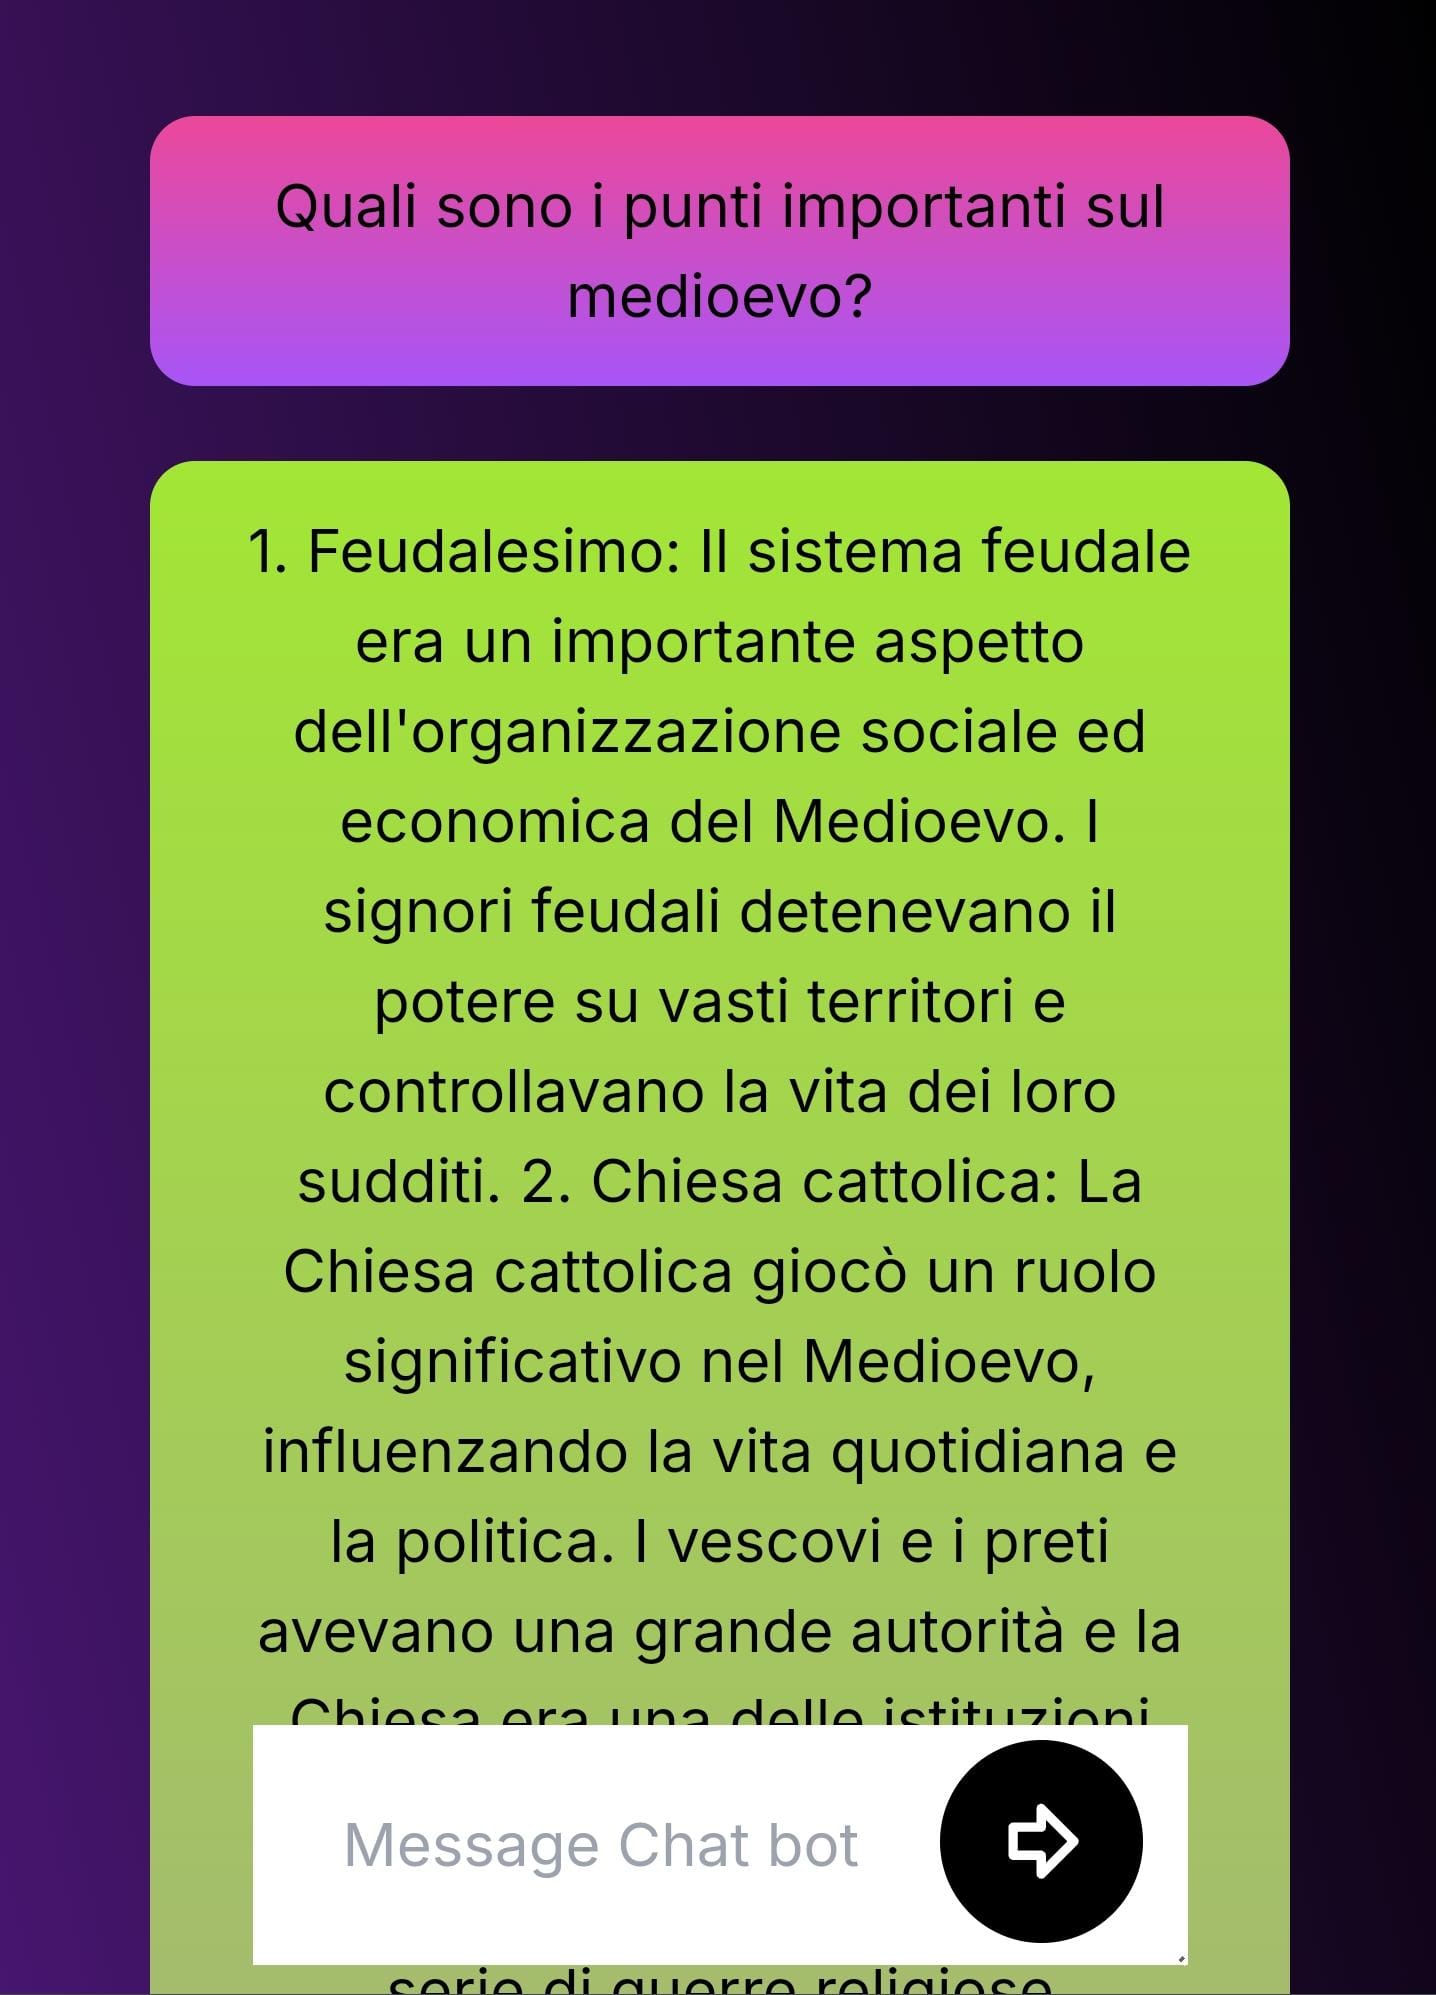 Quali sono i punti importanti sul
medioevo?
1. Feudalesimo: Il sistema feudale
era un importante aspetto
dell'organizzazione sociale ed
economica del Medioevo. I
signori feudali detenevano il
potere su vasti territori e
controllavano la vita dei loro
sudditi. 2. Chiesa cattolica: La
Chiesa cattolica giocò un ruolo
significativo nel Medioevo,
influenzando la vita quotidiana e
la politica. I vescovi e i preti
avevano una grande autorità e la
Chiesa era una delle istituzioni
Message Chat bot
serie di guerre religiose